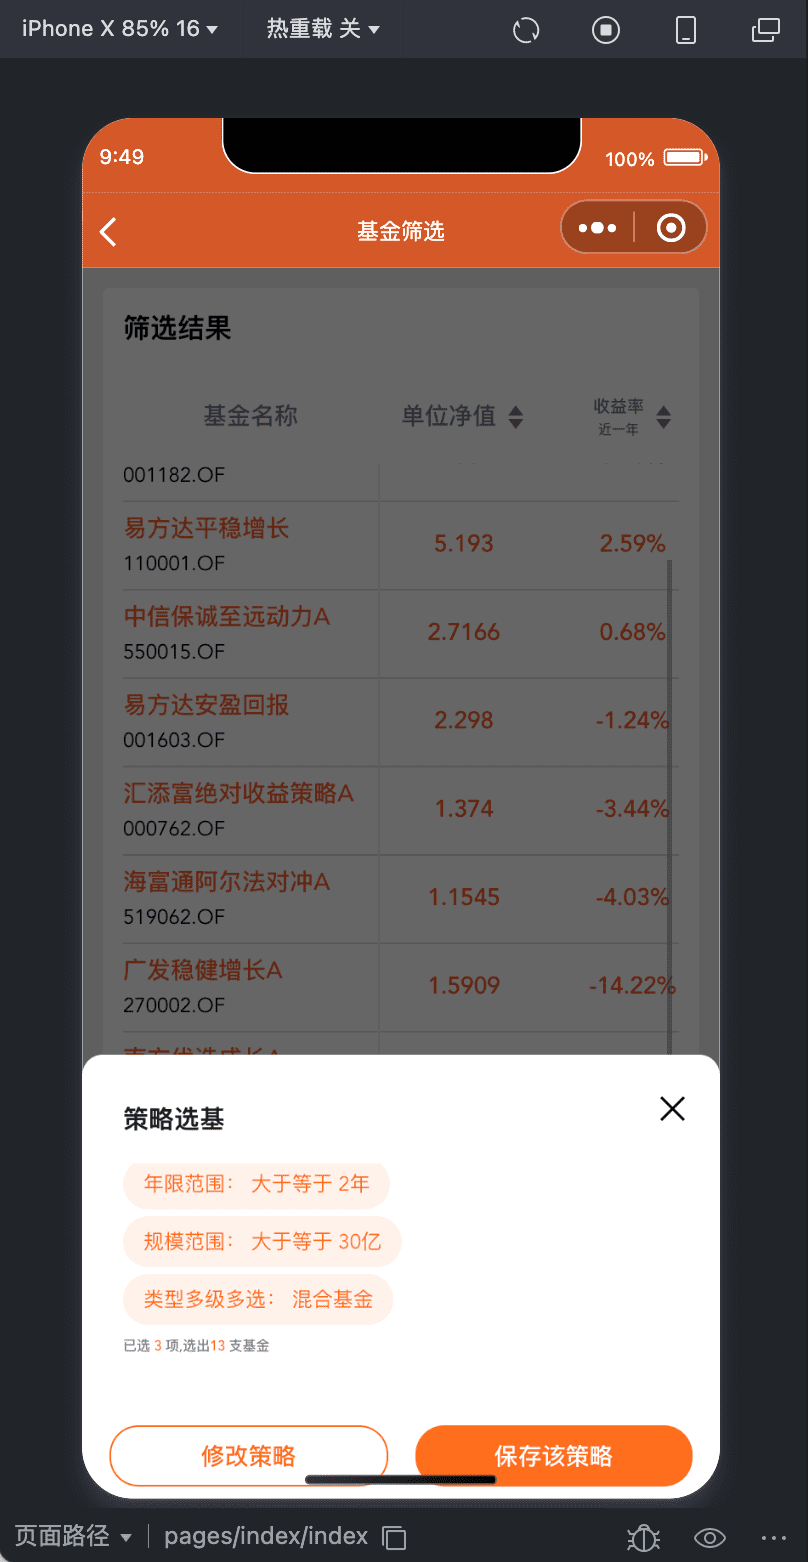 iPhone X 85% 16 热重载 关
9:49
100%
基金筛选
筛选结果
基金名称 单位净值 收益率
近一年
001182.OF
易方达平稳增长 5.193 2.59%
110001.OF
中信保诚至远动力A 2.7166 0.68%
550015.OF
易方达安盈回报 2.298 -1.24%
001603.OF
汇添富绝对收益策略A 1.374 -3.44%
000762.OF
海富通阿尔法对冲A 1.1545 -4.03%
519062.OF
广发稳健增长A 1.5909 -14.22%
270002.OF
策略选基
年限范围： 大于等于 2年
规模范围： 大于等于 30亿
类型多级多选： 混合基金
已选 3 项,选出13 支基金
修改策略 保存该策略
页面路径 pages/index/index